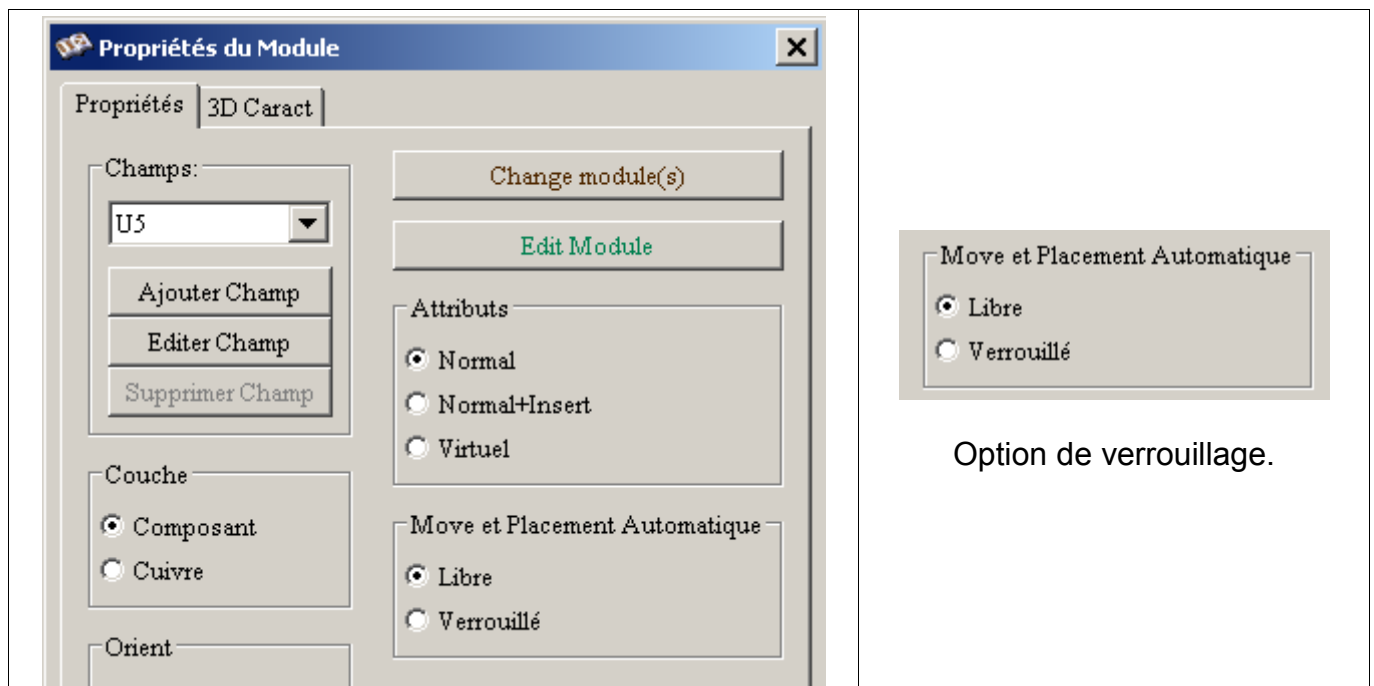 Propriétés du Module
Propriétés
3D Caract
Champs:
U5
Ajouter Champ
Editer Champ
Supprimer Champ
Couche
Composant
Cuivre
Orient
Change module(s)
Edit Module
Attributs
Normal
Normal+Insert
Virtuel
Move et Placement Automatique
Libre
Verrouillé
Move et Placement Automatique
Libre
Verrouillé
Option de verrouillage.